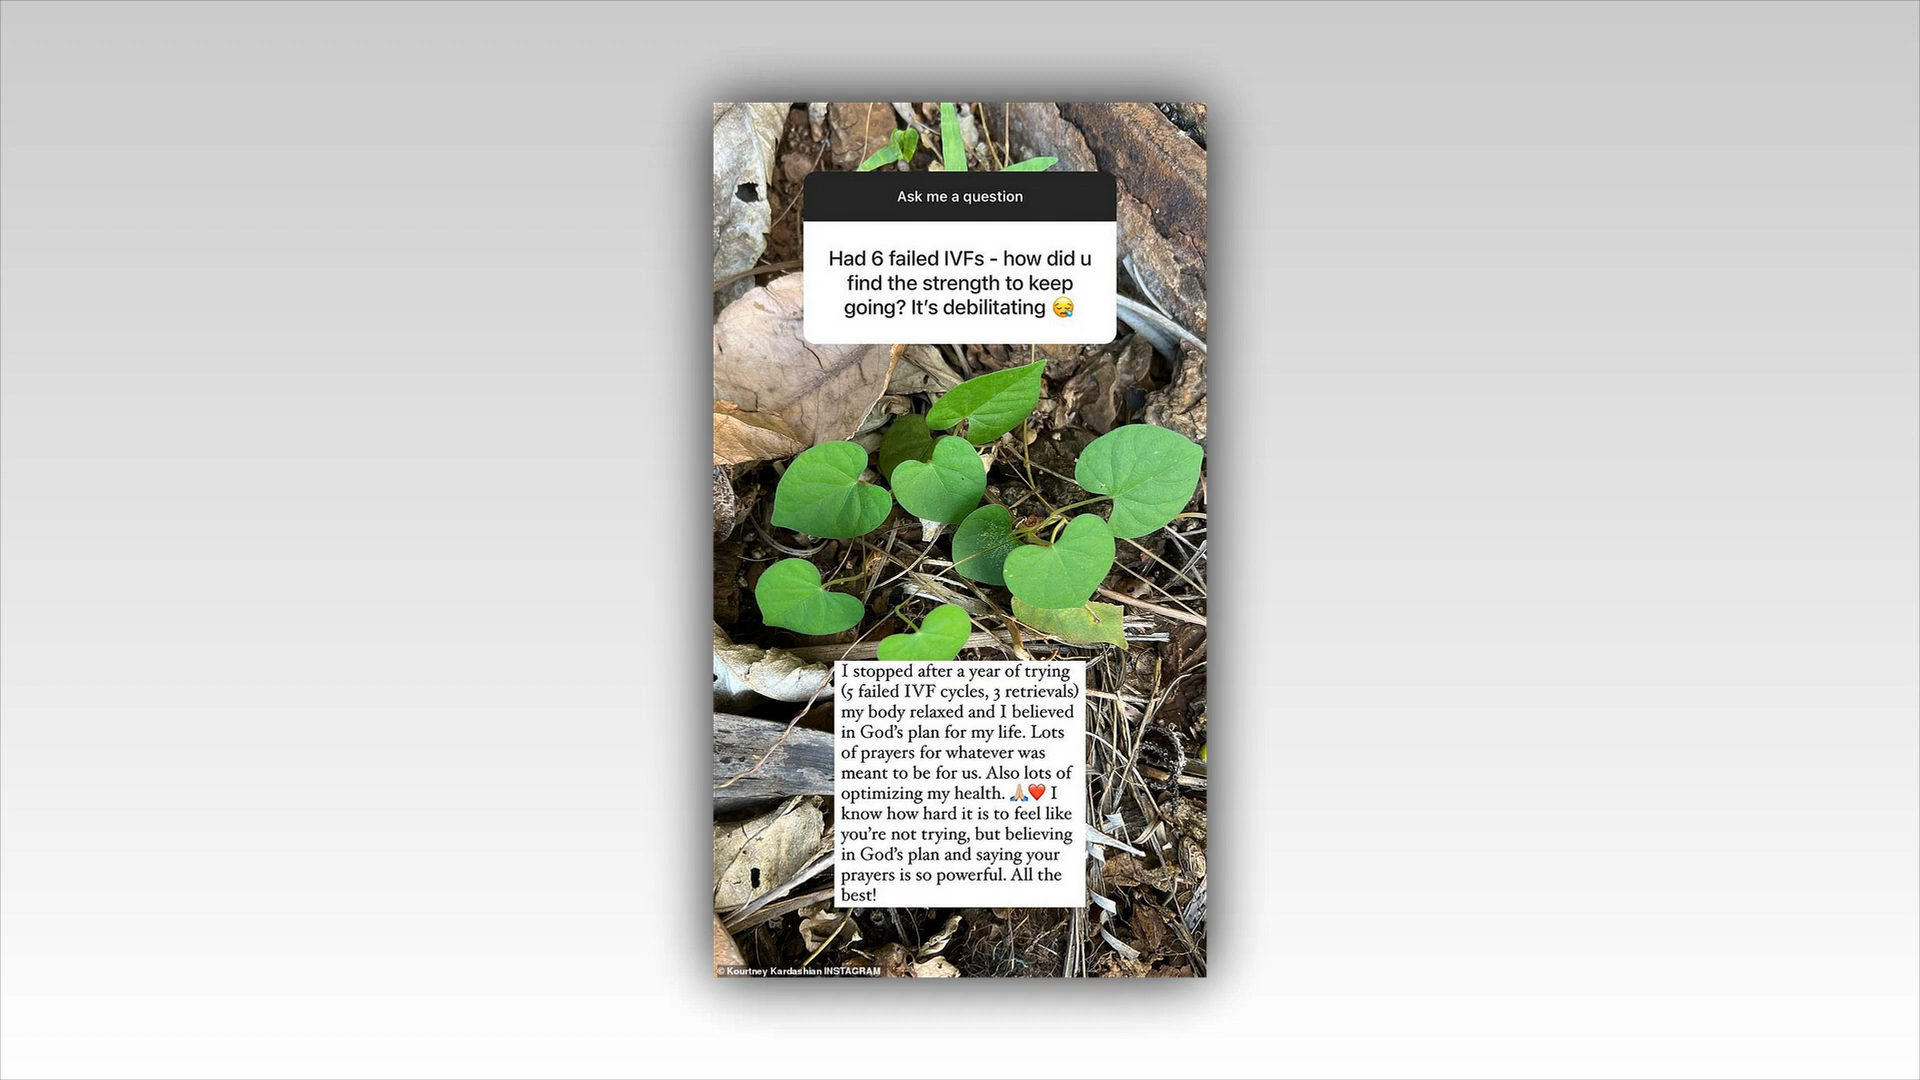 Ask me a question
Had 6 failed IVFs - how did u
find the strength to keep
going? It's debilitating 😪
I stopped after a year of trying
(5 failed IVF cycles, 3 retrievals)
my body relaxed and I believed
in God's plan for my life. Lots
of prayers for whatever was
meant to be for us. Also lots of
optimizing my health. 🙏🏼❤️ I
know how hard it is to feel like
you're not trying, but believing
in God's plan and saying your
prayers is so powerful. All the
best!
© Kourtney Kardashian INSTAGRAM